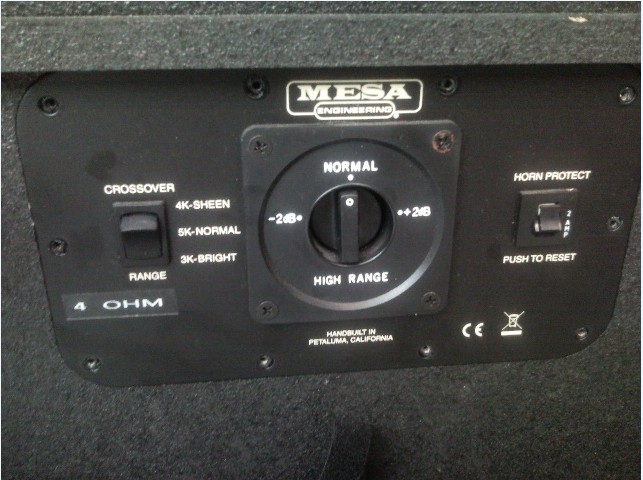 MESA
ENGINEERING
CROSSOVER
4K-SHEEN
5K-NORMAL
3K-BRIGHT
RANGE
4 OHM
NORMAL
-2dB
+2dB
HIGH RANGE
HANDBUILT IN
PETALUMA, CALIFORNIA
HORN PROTECT
2 AMP
PUSH TO RESET
CE